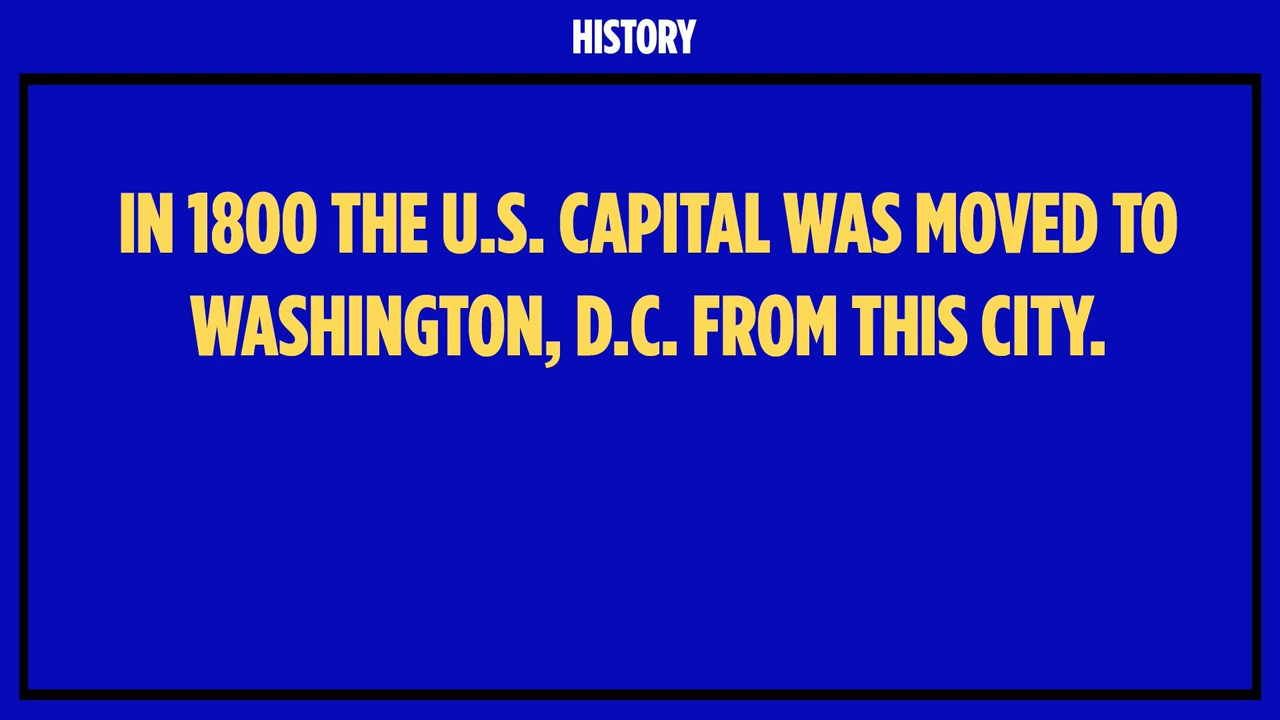 HISTORY
IN 1800 THE U.S. CAPITAL WAS MOVED TO
WASHINGTON, D.C. FROM THIS CITY.